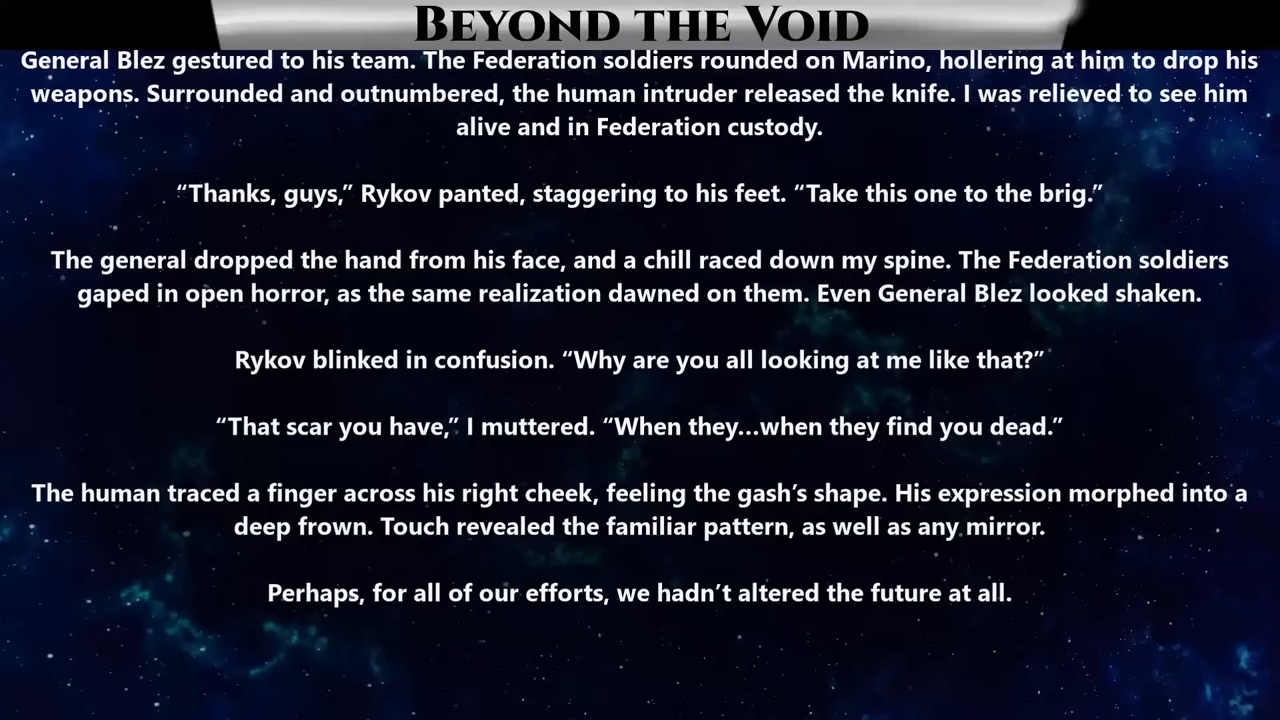 BEYOND THE VOID
General Blez gestured to his team. The Federation soldiers rounded on Marino, hollering at him to drop his
weapons. Surrounded and outnumbered, the human intruder released the knife. I was relieved to see him
alive and in Federation custody.
“Thanks, guys,” Rykov panted, staggering to his feet. “Take this one to the brig.”
The general dropped the hand from his face, and a chill raced down my spine. The Federation soldiers
gaped in open horror, as the same realization dawned on them. Even General Blez looked shaken.
Rykov blinked in confusion. “Why are you all looking at me like that?”
“That scar you have,” I muttered. “When they…when they find you dead.”
The human traced a finger across his right cheek, feeling the gash’s shape. His expression morphed into a
deep frown. Touch revealed the familiar pattern, as well as any mirror.
Perhaps, for all of our efforts, we hadn’t altered the future at all.